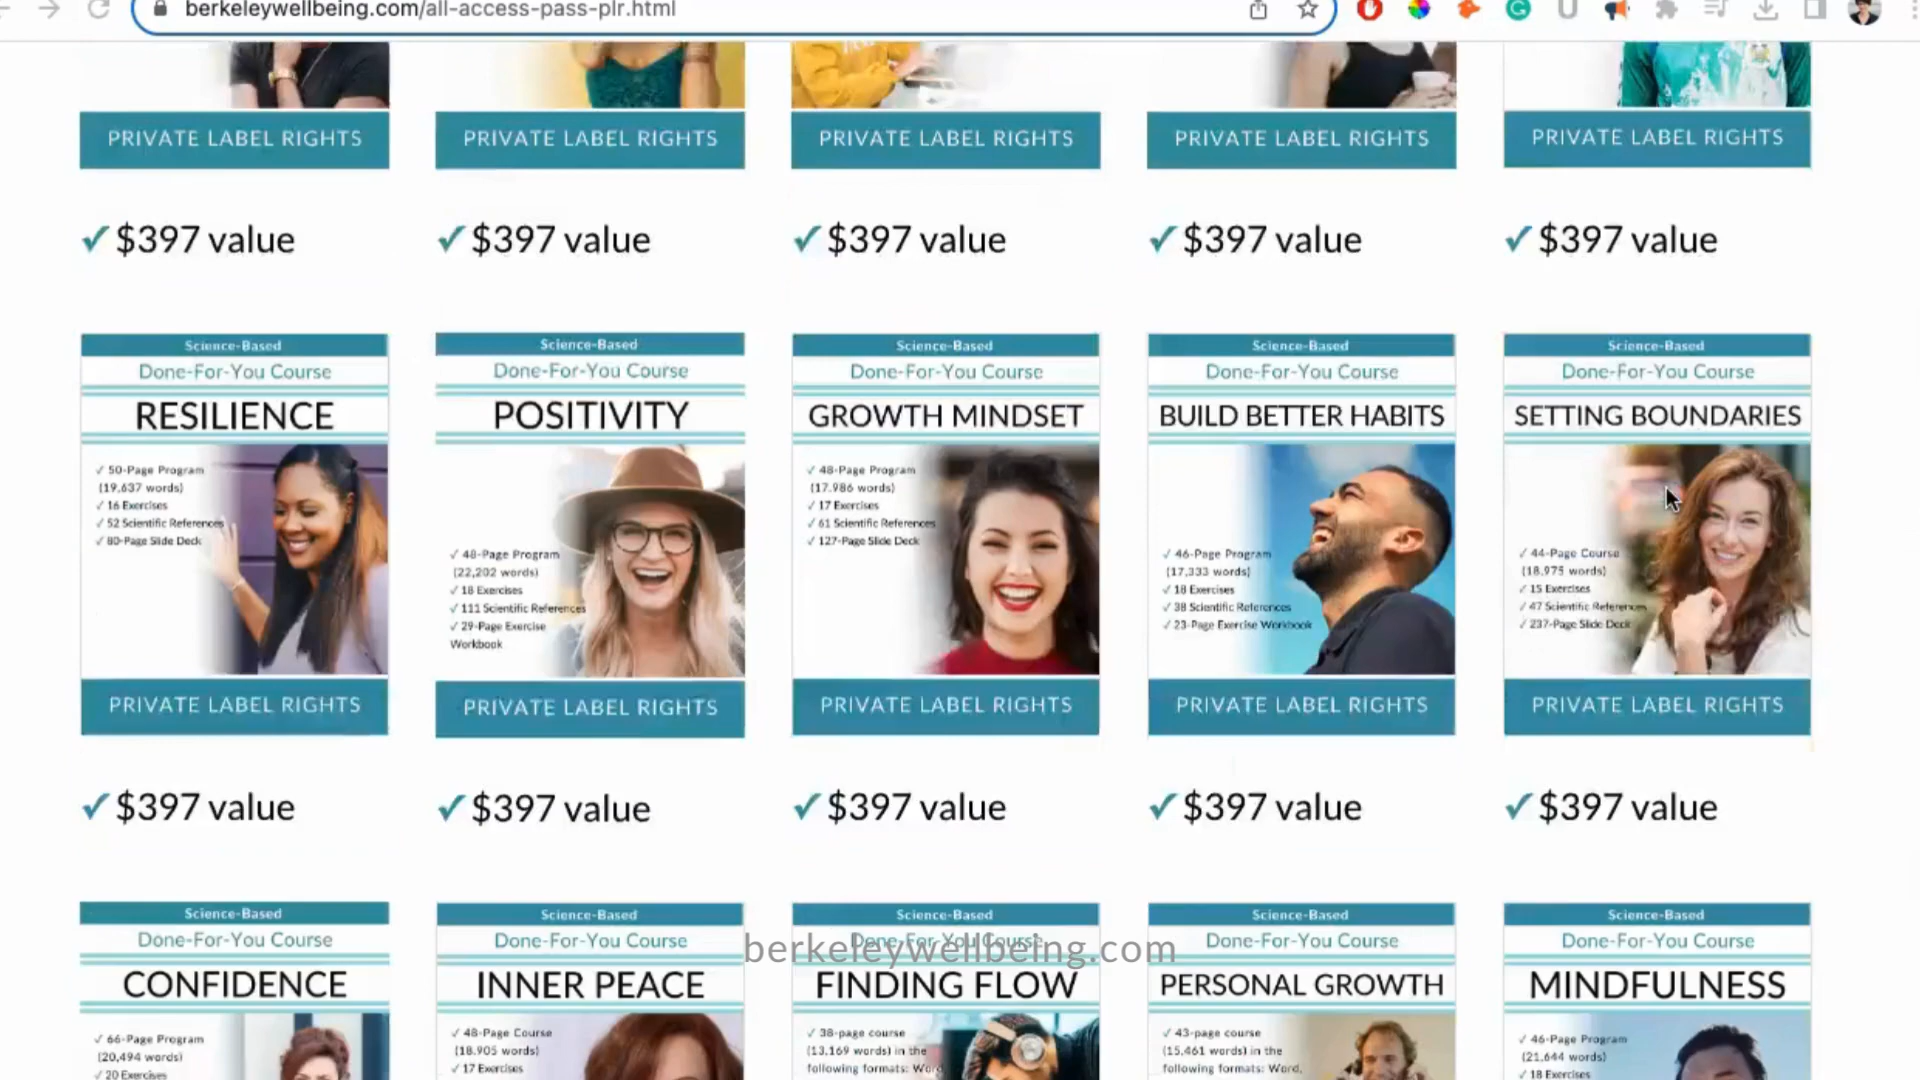 berkeleywellbeing.com/all-access-pass-plr.html
PRIVATE LABEL RIGHTS
PRIVATE LABEL RIGHTS
PRIVATE LABEL RIGHTS
PRIVATE LABEL RIGHTS
PRIVATE LABEL RIGHTS
✓ $397 value
✓ $397 value
✓ $397 value
✓ $397 value
✓ $397 value
Science-Based
Done-For-You Course
RESILIENCE
✓ 50-Page Program
(19,637 words)
✓ 16 Exercises
✓ 52 Scientific References
✓ 80-Page Slide Deck
PRIVATE LABEL RIGHTS
✓ $397 value
Science-Based
Done-For-You Course
POSITIVITY
✓ 48-Page Program
(22,202 words)
✓ 18 Exercises
✓ 111 Scientific References
✓ 29-Page Exercise
Workbook
PRIVATE LABEL RIGHTS
✓ $397 value
Science-Based
Done-For-You Course
GROWTH MINDSET
✓ 48-Page Program
(17,986 words)
✓ 17 Exercises
✓ 61 Scientific References
✓ 127-Page Slide Deck
PRIVATE LABEL RIGHTS
✓ $397 value
Science-Based
Done-For-You Course
BUILD BETTER HABITS
✓ 46-Page Program
(17,333 words)
✓ 18 Exercises
✓ 38 Scientific References
✓ 23-Page Exercise Workbook
PRIVATE LABEL RIGHTS
✓ $397 value
Science-Based
Done-For-You Course
SETTING BOUNDARIES
✓ 44-Page Course
(18,975 words)
✓ 15 Exercises
✓ 47 Scientific References
✓ 237-Page Slide Deck
PRIVATE LABEL RIGHTS
✓ $397 value
Science-Based
Done-For-You Course
CONFIDENCE
✓ 66-Page Program
(20,494 words)
✓ 20 Exercises
Science-Based
Done-For-You Course
INNER PEACE
✓ 48-Page Course
(18,905 words)
✓ 17 Exercises
Science-Based
Done-For-You Course
FINDING FLOW
✓ 38-page course
(13,169 words) in the
following formats: Word,
Science-Based
Done-For-You Course
PERSONAL GROWTH
✓ 43-page course
(15,461 words) in the
following formats: Word,
Science-Based
Done-For-You Course
MINDFULNESS
✓ 46-Page Program
(21,644 words)
✓ 18 Exercises
berkeleywellbeing.com